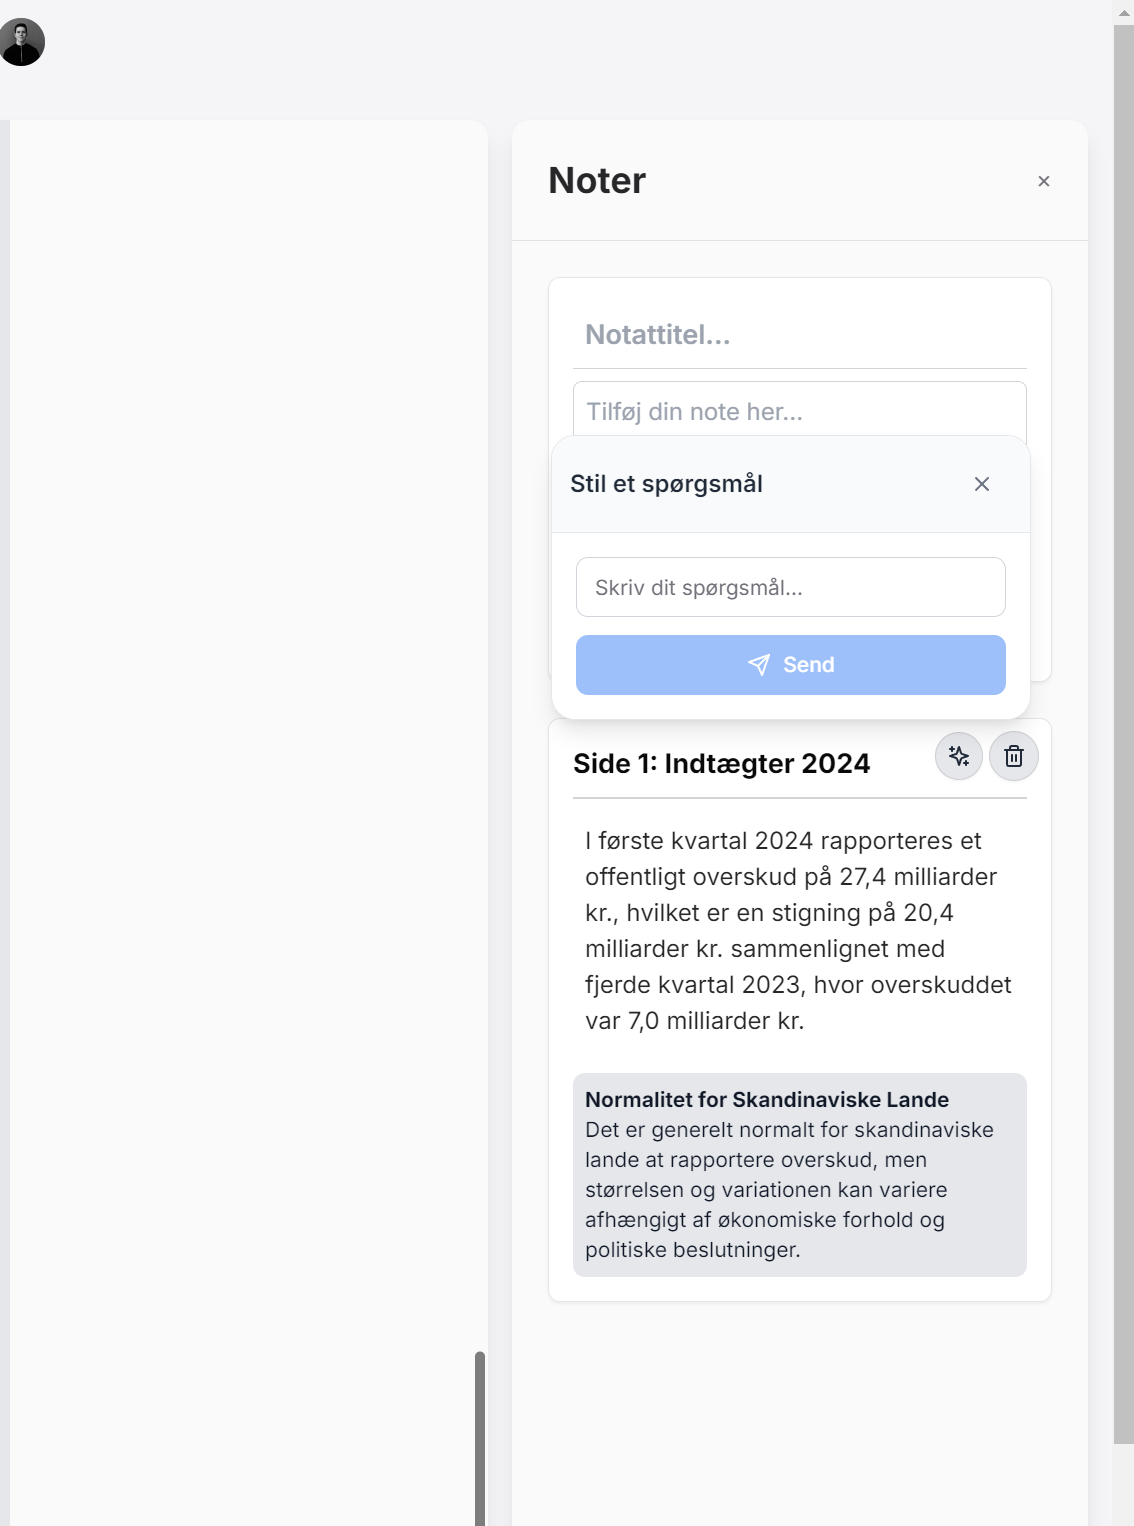 Noter
Notattitel...
Tilføj din note her...
Stil et spørgsmål
Skriv dit spørgsmål...
Send
Side 1: Indtægter 2024
I første kvartal 2024 rapporteres et
offentligt overskud på 27,4 milliarder
kr., hvilket er en stigning på 20,4
milliarder kr. sammenlignet med
fjerde kvartal 2023, hvor overskuddet
var 7,0 milliarder kr.
Normalitet for Skandinaviske Lande
Det er generelt normalt for skandinaviske
lande at rapportere overskud, men
størrelsen og variationen kan variere
afhængigt af økonomiske forhold og
politiske beslutninger.